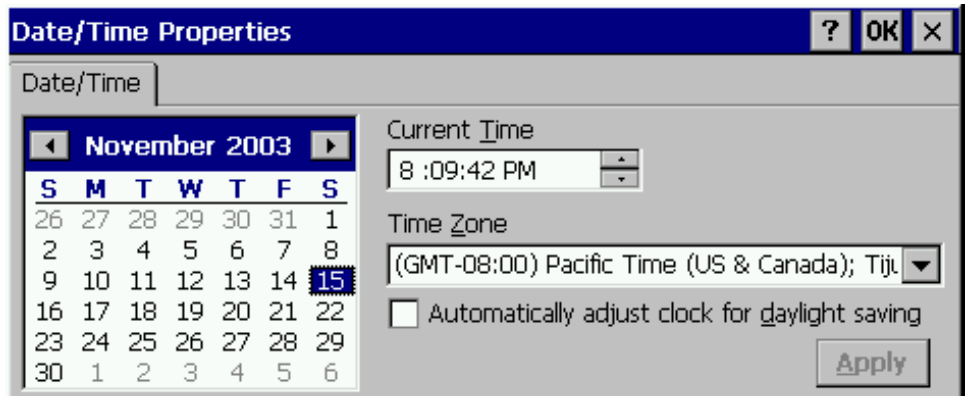 Date/Time Properties ? OK ×
Date/Time
November 2003
S M T W T F S
26 27 28 29 30 31 1
2 3 4 5 6 7 8
9 10 11 12 13 14 15
16 17 18 19 20 21 22
23 24 25 26 27 28 29
30 1 2 3 4 5 6
Current Time
8 :09:42 PM
Time Zone
(GMT-08:00) Pacific Time (US & Canada); Tiju
Automatically adjust clock for daylight saving
Apply